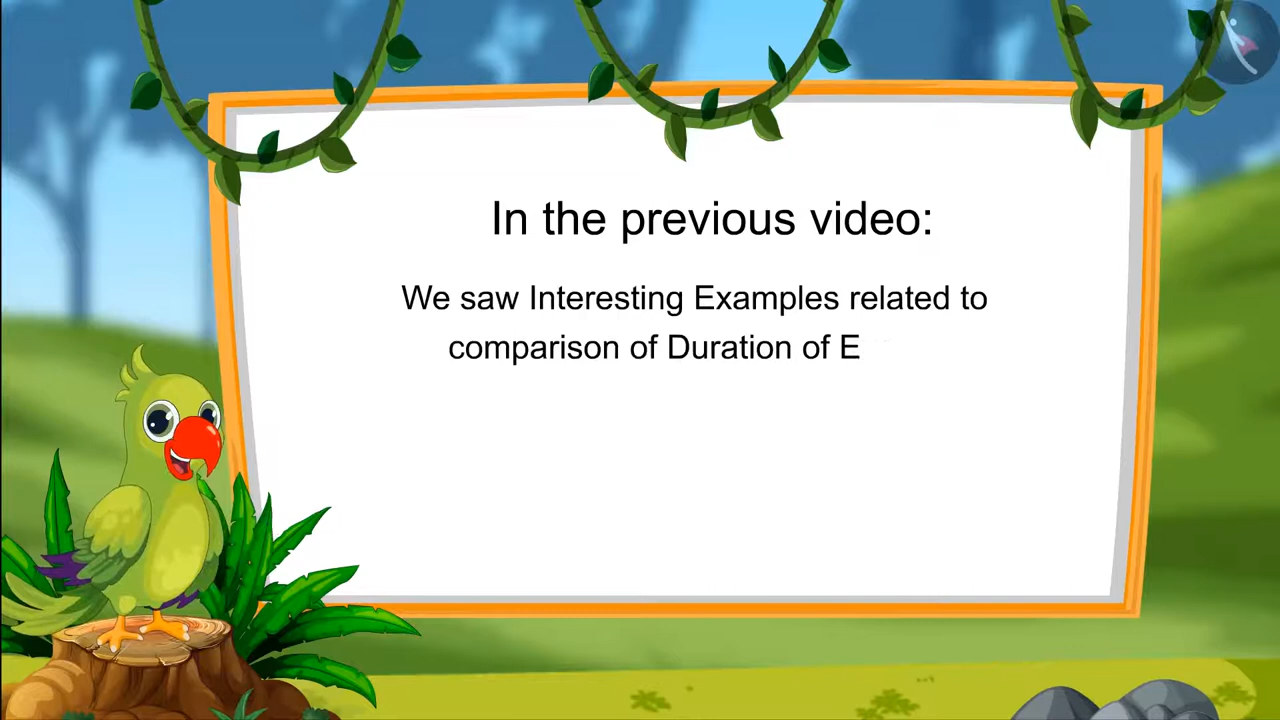 In the previous video:
We saw Interesting Examples related to
comparison of Duration of E